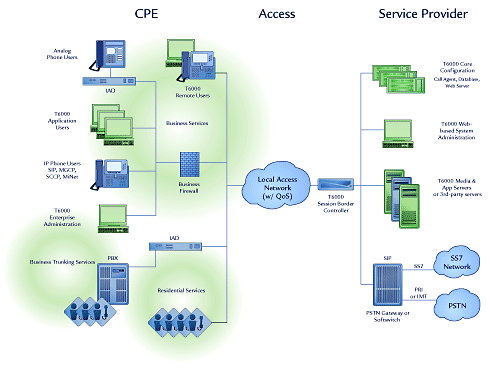 CPE
Access
Service Provider
Analog
Phone Users
IAD
T6000
Remote Users
T6000
Application
Users
Business Services
IP Phone Users
SIP, MGCP,
SCCP, MiNet
Business
Firewall
T6000
Enterprise
Administration
IAD
Business Trunking Services
PBX
Residential Services
Local Access
Network
(w/ QoS)
T6000
Session Border
Controller
T6000 Core
Configuration
Call Agent, Database,
Web Server
T6000 Web-
based System
Administration
T6000 Media &
App Servers
or 3rd-party servers
SIP
SS7
SS7
Network
PRI
or IMT
PSTN
PSTN Gateway or
Softswitch